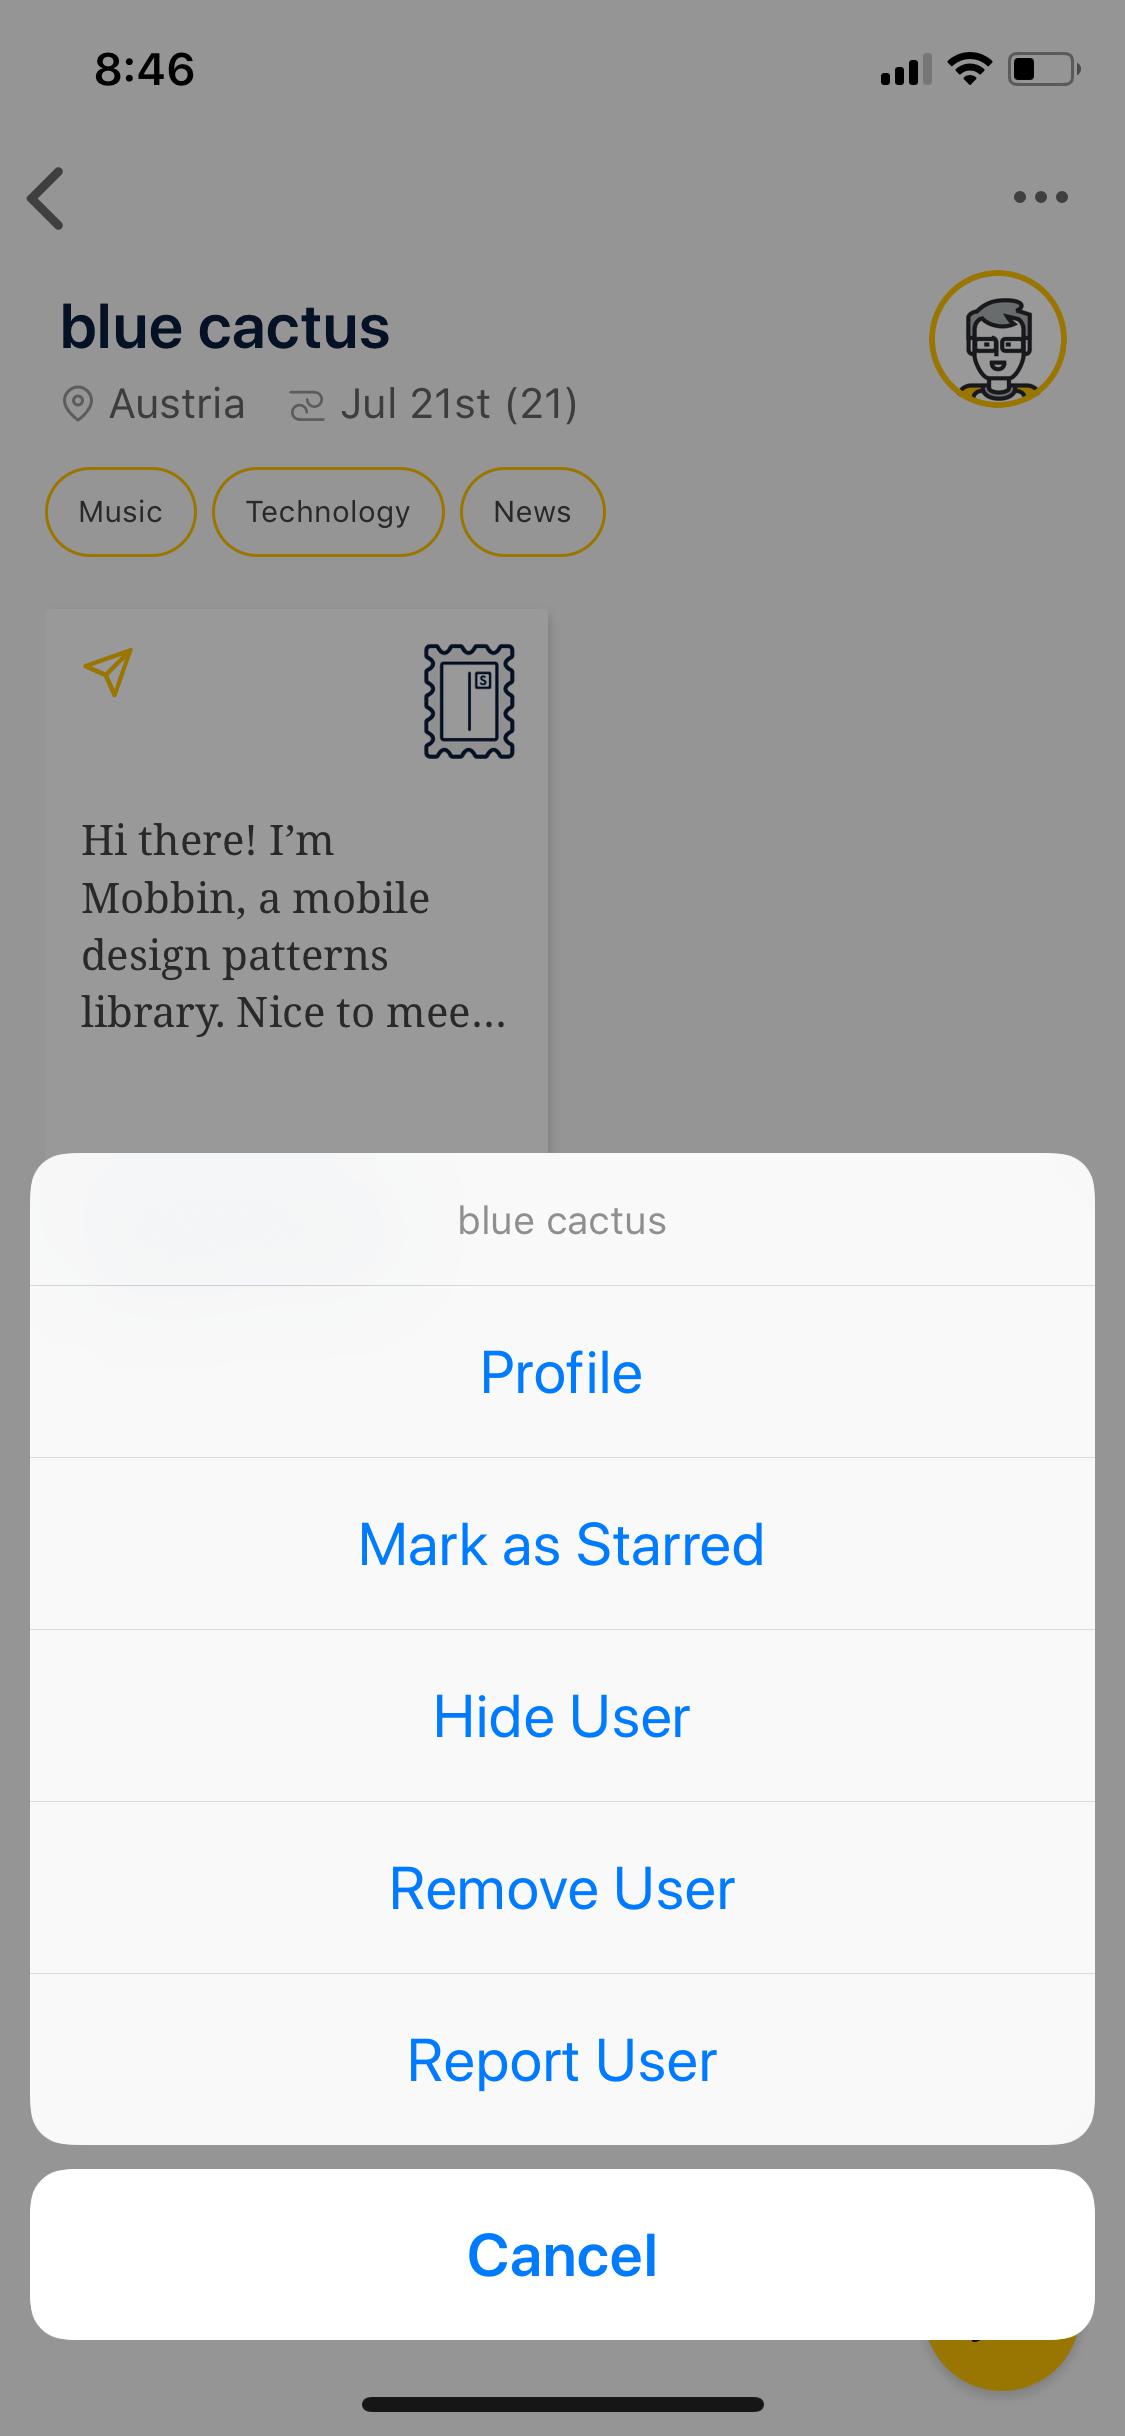 8:46
blue cactus
Austria Jul 21st (21)
Music Technology News
S
Hi there! I’m
Mobbin, a mobile
design patterns
library. Nice to mee...
blue cactus
Profile
Mark as Starred
Hide User
Remove User
Report User
Cancel